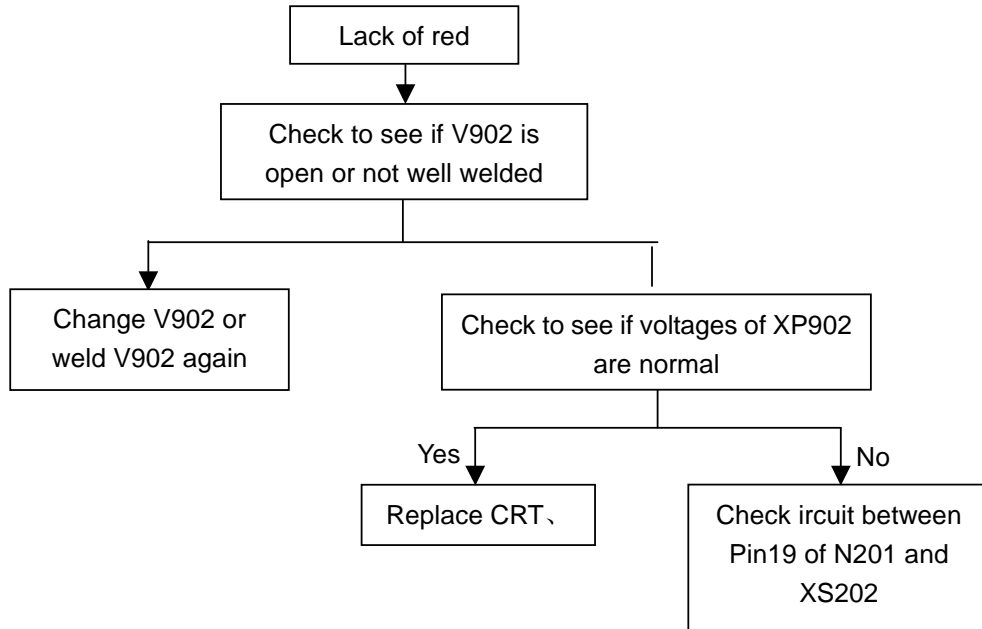 Lack of red
Check to see if V902 is
open or not well welded
Change V902 or
weld V902 again
Check to see if voltages of XP902
are normal
Yes
No
Replace CRT、
Check ircuit between
Pin19 of N201 and
XS202